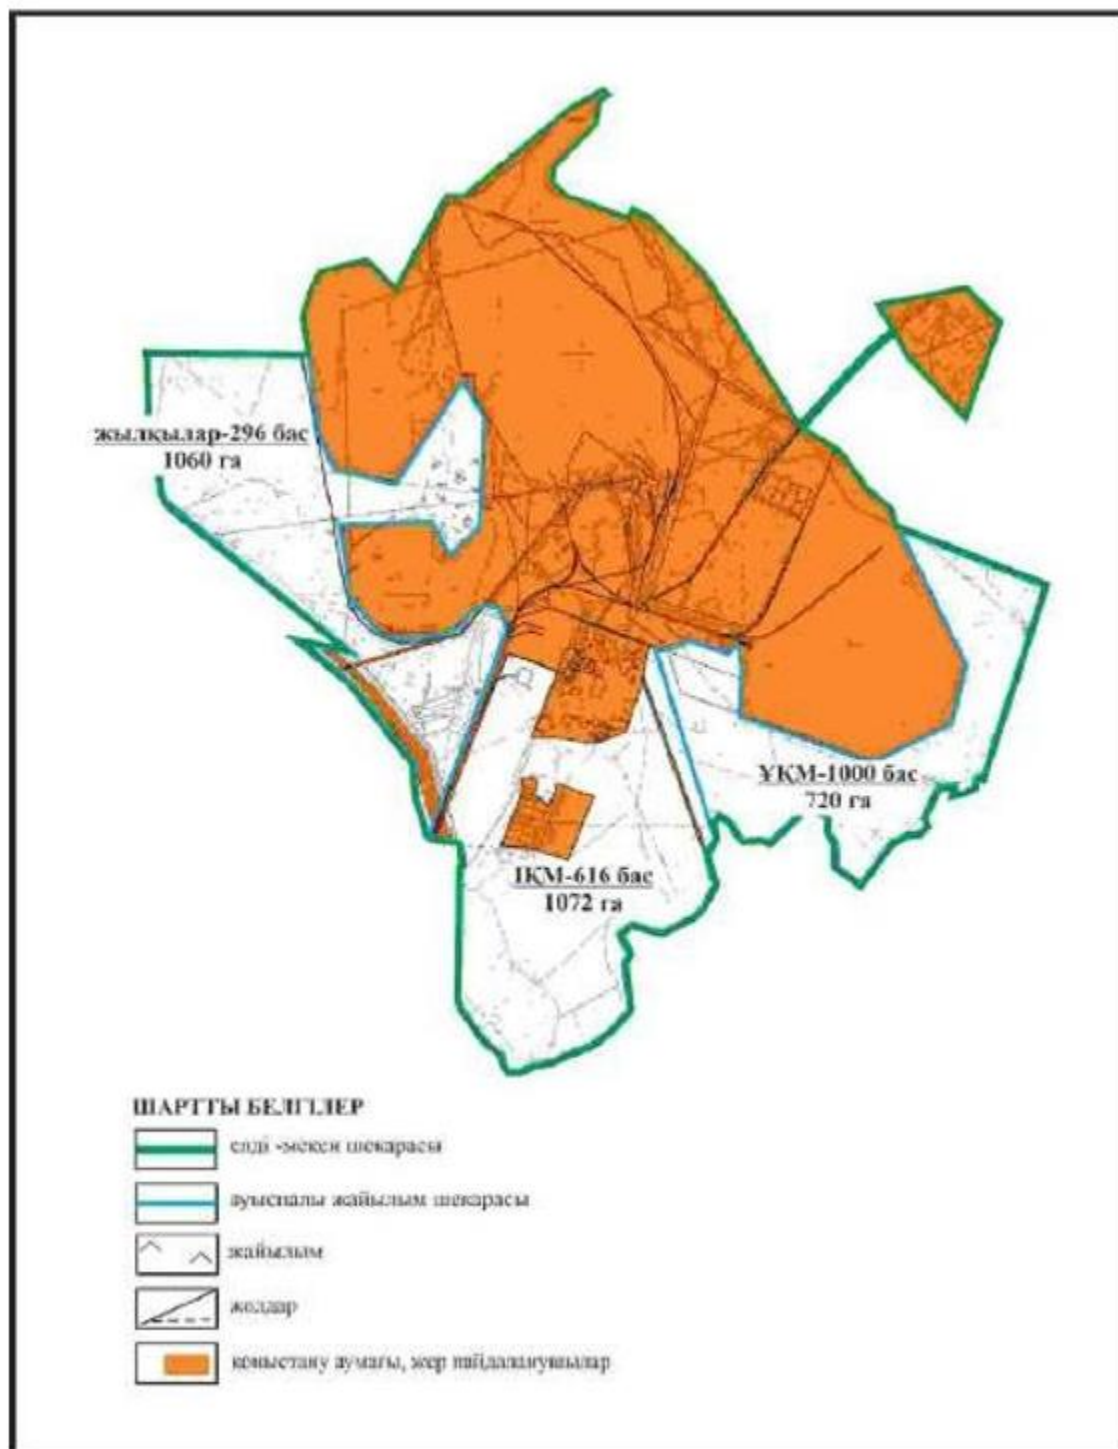 жылқылар-296 бас
1060 га
ҰҚМ-1000 бас
720 га
ІҚМ-616 бас
1072 га
ШАРТТЫ БЕЛГІЛЕР
елді -мекен шекарасы
ауыспалы жайылым шекарасы
жайылым
жолдар
қоныстану аумағы, жер пайдаланушылар